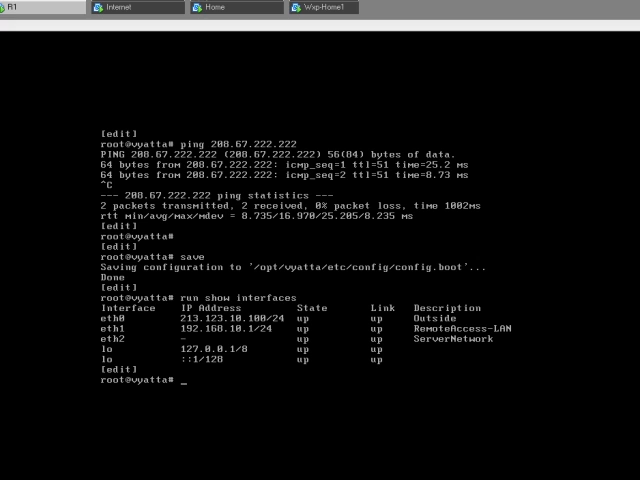 R1
Internet
Home
Wxp-Home1
[edit]
root@vyatta# ping 208.67.222.222
PING 208.67.222.222 (208.67.222.222) 56(84) bytes of data.
64 bytes from 208.67.222.222: icmp_seq=1 ttl=51 time=25.2 ms
64 bytes from 208.67.222.222: icmp_seq=2 ttl=51 time=8.73 ms
^C
--- 208.67.222.222 ping statistics ---
2 packets transmitted, 2 received, 0% packet loss, time 1002ms
rtt min/avg/max/mdev = 8.735/16.970/25.205/8.235 ms
[edit]
root@vyatta#
[edit]
root@vyatta# save
Saving configuration to '/opt/vyatta/etc/config/config.boot'...
Done
[edit]
root@vyatta# run show interfaces
Interface IP Address State Link Description
eth0 213.123.10.100/24 up up Outside
eth1 192.168.10.1/24 up up RemoteAccess-LAN
eth2 - up up ServerNetwork
lo 127.0.0.1/8 up up
lo ::1/128 up up
[edit]
root@vyatta# _